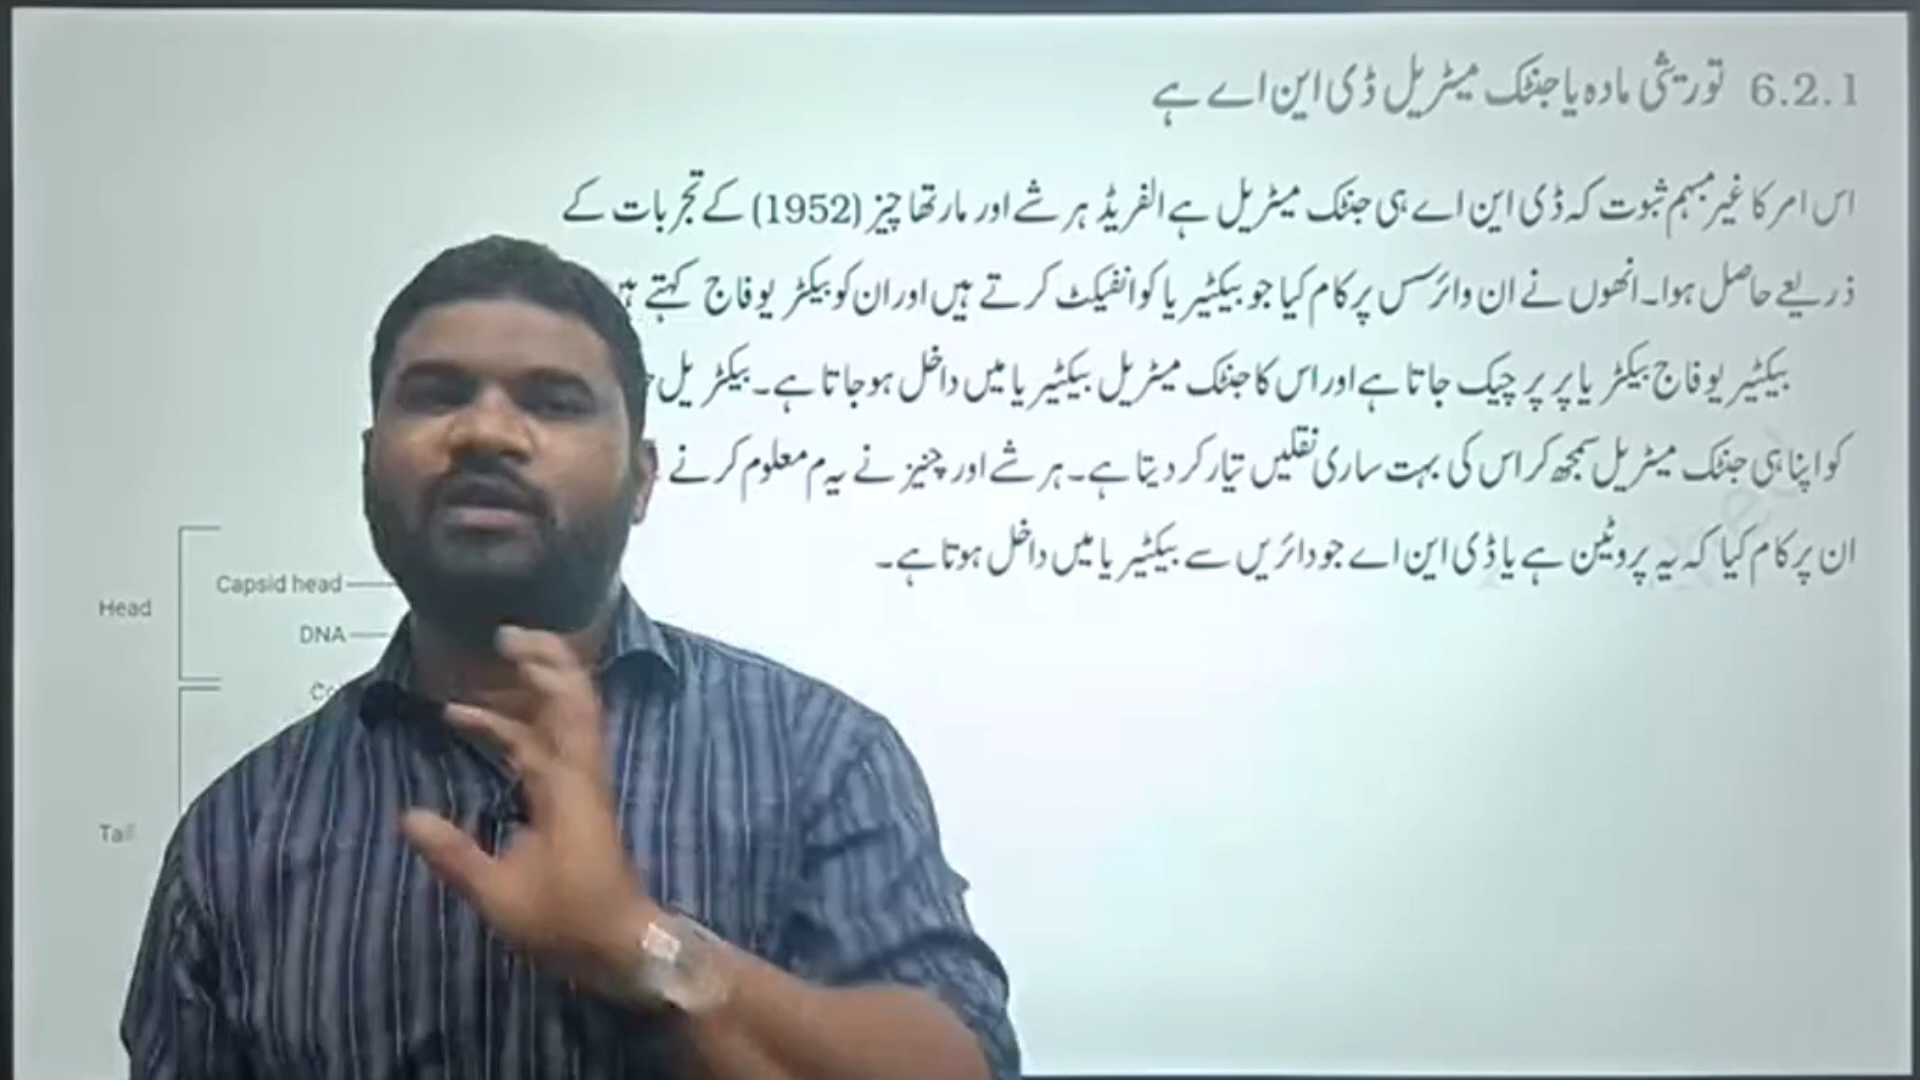 6.2.1 توریثی مادہ یا جنٹک میٹریل ڈی این اے ہے
اس امر کا غیر مبہم ثبوت کہ ڈی این اے ہی جنٹک میٹریل ہے الفریڈ ہرشے اور مارتھا چیز (1952) کے تجربات کے
ذریعے حاصل ہوا۔ انھوں نے ان وائرسس پر کام کیا جو بیکٹیریا کو انفیکٹ کرتے ہیں اور ان کو بیکٹریوفاج کہتے
بیکٹیریوفاج بیکٹریا پر پر چپک جاتا ہے اور اس کا جنٹک میٹریل بیکٹیریا میں داخل ہوجاتا ہے۔ بیکٹریل
کو اپنا ہی جنٹک میٹریل سمجھ کر اس کی بہت ساری نقلیں تیار کر دیتا ہے۔ ہرشے اور چنیز نے یہ م معلوم کرنے
ان پر کام کیا کہ یہ پروٹین ہے یا ڈی این اے جو وائریں سے بیکٹیریا میں داخل ہوتا ہے۔
Capsid head
Head
DNA
Tail